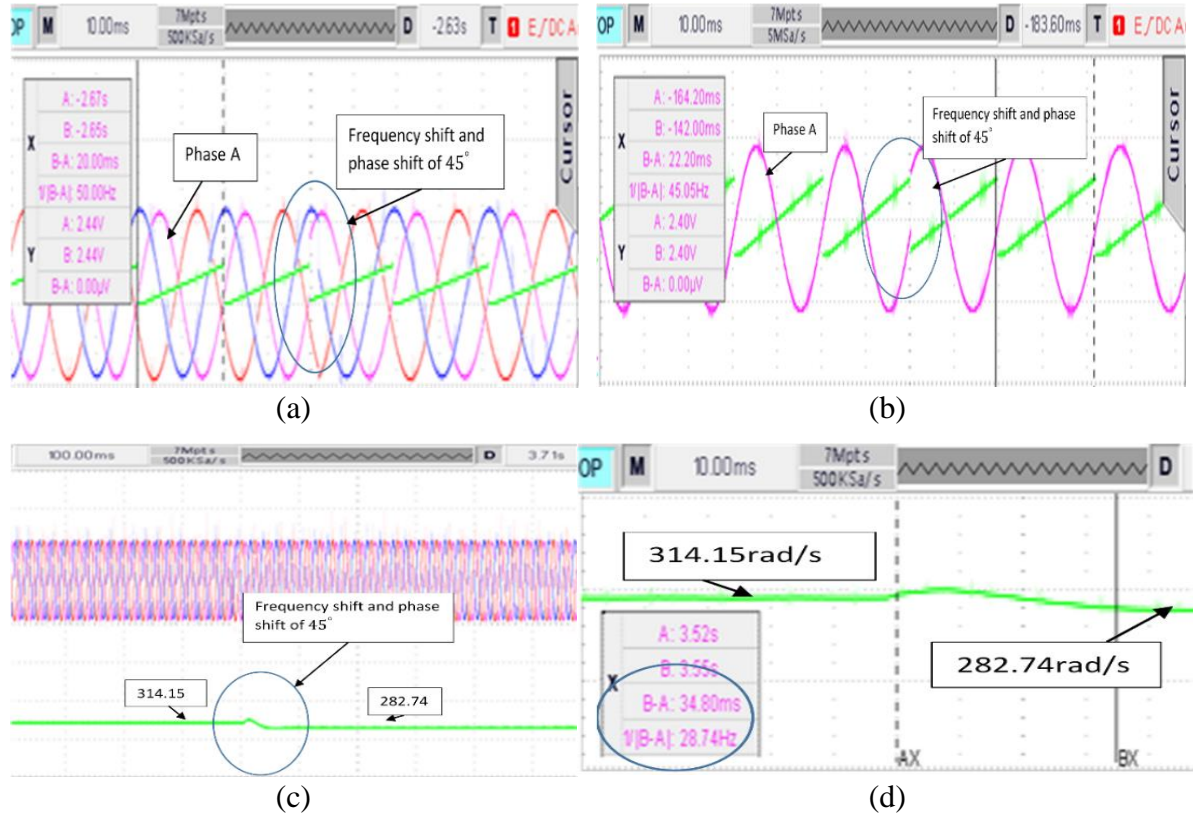 OP M 10.00ms 7Mpts 500KSa/s D -2.63s T 1 E/DC
A: -2.67s
B: -2.65s
X
B-A: 20.00ms
1/|B-A|: 50.00Hz
A: 2.44V
Y
B: 2.44V
B-A: 0.00µV
Phase A
Frequency shift and
phase shift of 45°
Cursor
(a)
OP M 10.00ms 7Mpts 5MSa/s D -183.60ms T 1 E/DC
A: -164.20ms
B: -142.00ms
X
B-A: 22.20ms
1/|B-A|: 45.05Hz
A: 2.40V
Y
B: 2.40V
B-A: 0.00µV
Phase A
Frequency shift and phase
shift of 45°
Cursor
(b)
100.00ms 7Mpts 500KSa/s D 3.71s
Frequency shift and phase
shift of 45°
314.15
282.74
(c)
OP M 10.00ms 7Mpts 500KSa/s D
314.15rad/s
A: 3.52s
B: 3.55s
X
B-A: 34.80ms
1/|B-A|: 28.74Hz
282.74rad/s
AX
BX
(d)